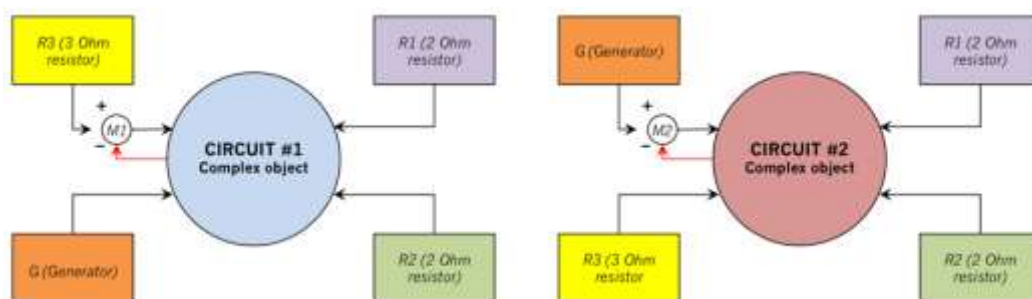 R3 (3 Ohm
resistor)
R1 (2 Ohm
resistor)
+
M1
−
CIRCUIT #1
Complex object
G (Generator)
R2 (2 Ohm
resistor)
G (Generator)
R1 (2 Ohm
resistor)
+
M2
−
CIRCUIT #2
Complex object
R3 (3 Ohm
resistor
R2 (2 Ohm
resistor)